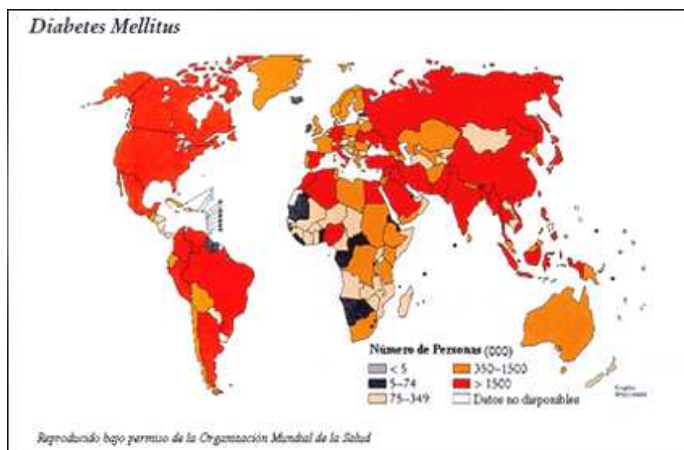 Diabetes Mellitus
Número de Personas (000)
< 5
5–74
75–349
350–1500
> 1500
Datos no disponibles
Reproducido bajo permiso de la Organización Mundial de la Salud